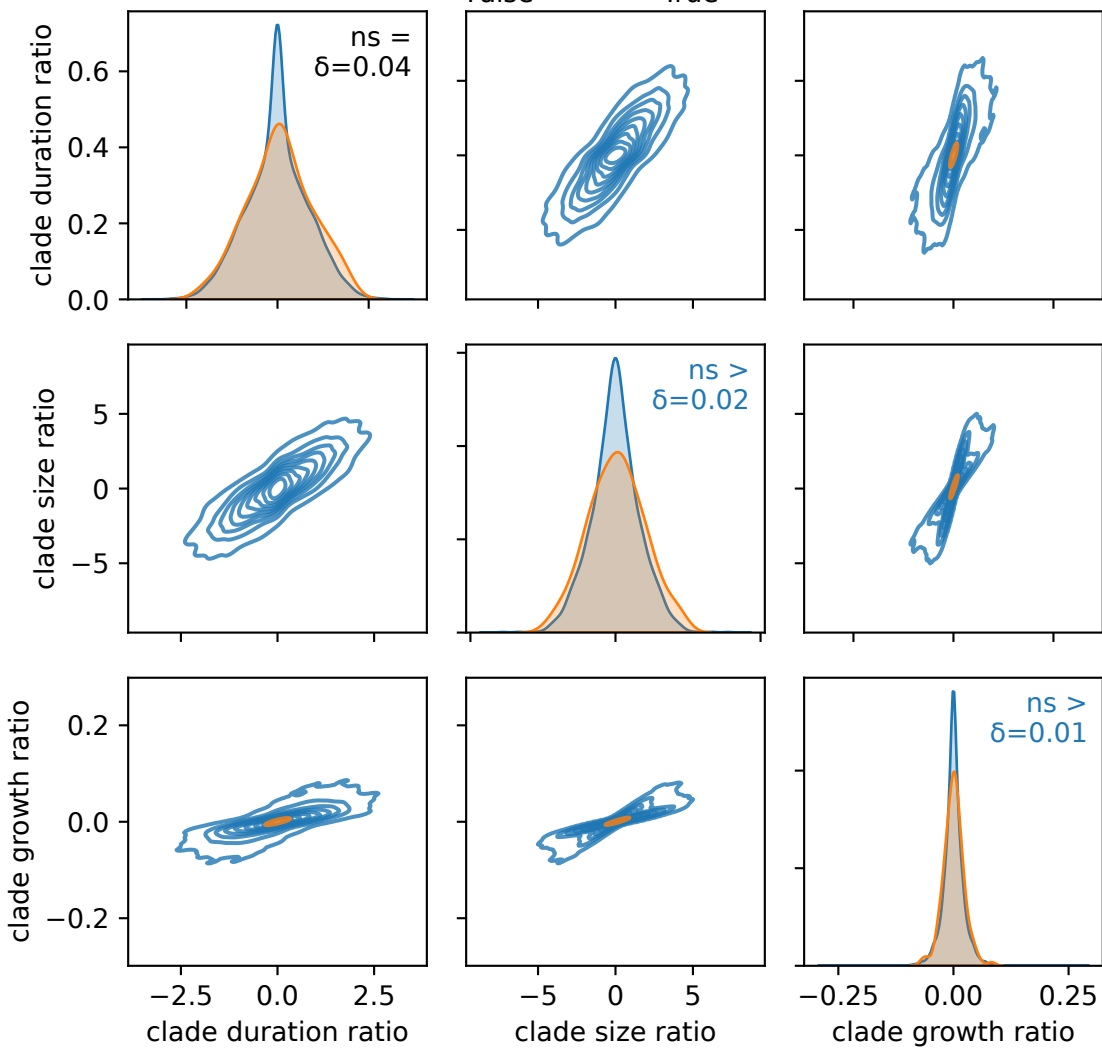 True
clade duration ratio
0.6
0.4
0.2
0.0
ns =
δ=0.04
clade size ratio
5
0
−5
ns >
δ=0.02
clade growth ratio
0.2
0.0
−0.2
ns >
δ=0.01
−2.5 0.0 2.5
−5 0 5
−0.25 0.00 0.25
clade duration ratio
clade size ratio
clade growth ratio